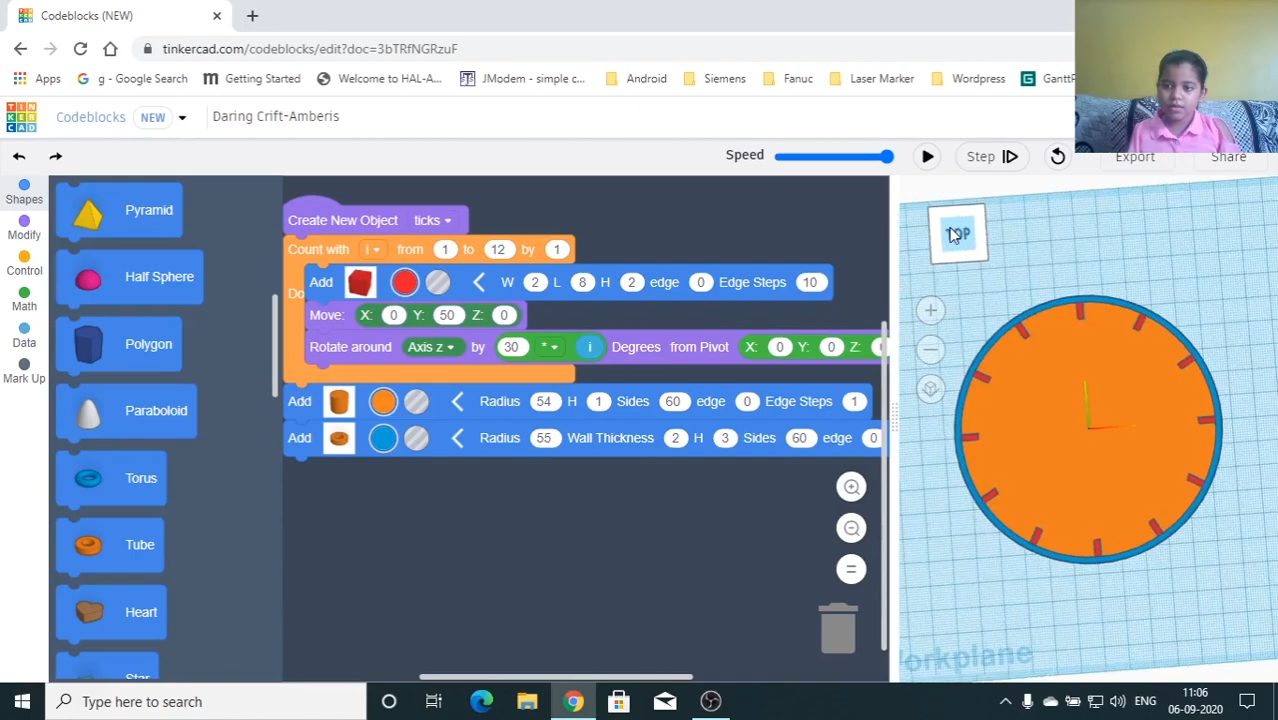 Codeblocks (NEW)
tinkercad.com/codeblocks/edit?doc=3bTRfNGRzuF
Apps
g - Google Search
Getting Started
Welcome to HAL-A...
JModem - simple c...
Android
Siemens
Fanuc
Laser Marker
Wordpress
GanttP
TIN
KER
CAD
Codeblocks NEW
Daring Crift-Amberis
Speed
Step
Export
Share
Shapes
Modify
Control
Math
Data
Mark Up
Pyramid
Half Sphere
Polygon
Paraboloid
Torus
Tube
Heart
Star
Create New Object ticks
Count with i from 1 to 12 by 1
Do
Add W 2 L 8 H 2 edge 0 Edge Steps 10
Move: X: 0 Y: 50 Z: 0
Rotate around Axis z by 30 * i Degrees from Pivot X: 0 Y: 0 Z:
Add Radius 54 H 1 Sides 60 edge 0 Edge Steps 1
Add Radius 55 Wall Thickness 2 H 3 Sides 60 edge 0
TOP
Workplane
Type here to search
ENG
11:06
06-09-2020